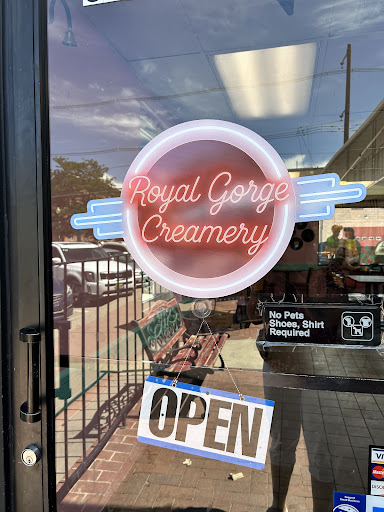 Royal Gorge
Creamery
No Pets
Shoes, Shirt
Required
OPEN